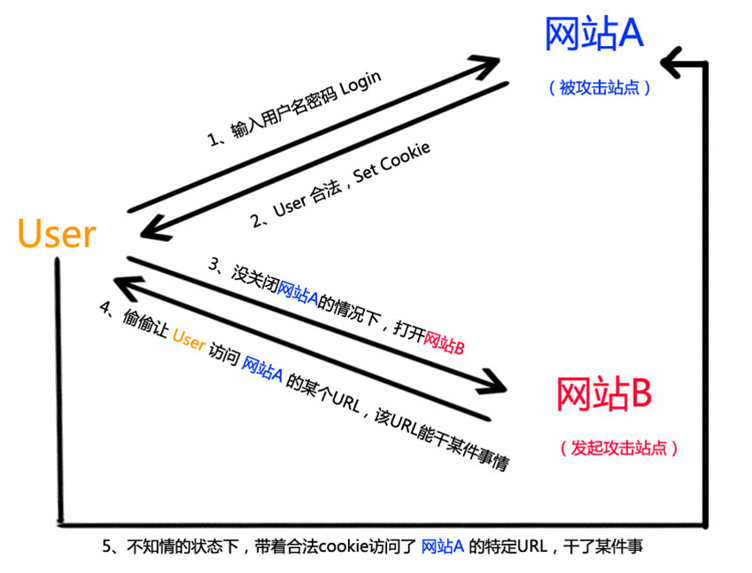 网站A
（被攻击站点）
1、输入用户名密码 Login
2、User 合法，Set Cookie
User
3、没关闭网站A的情况下，打开网站B
4、偷偷让 User 访问 网站A 的某个URL，该URL能干某件事情
网站B
（发起攻击站点）
5、不知情的状态下，带着合法cookie访问了 网站A 的特定URL，干了某件事